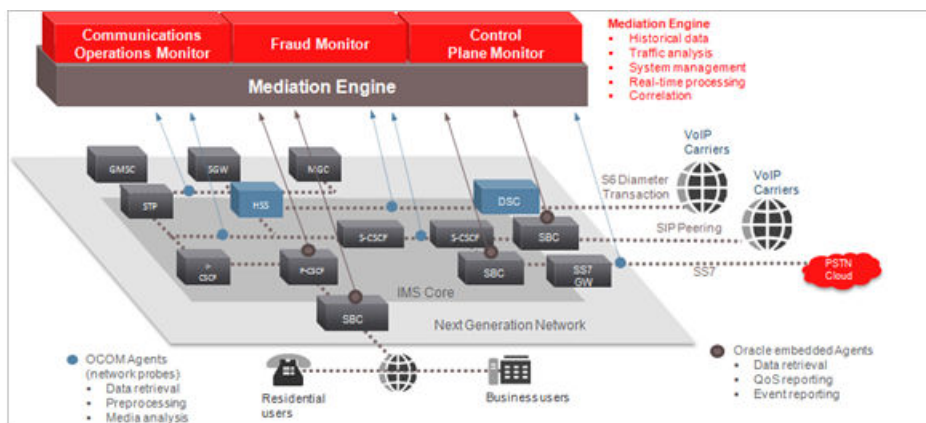 Communications
Operations Monitor
Fraud Monitor
Control
Plane Monitor
Mediation Engine
Mediation Engine
▪ Historical data
▪ Traffic analysis
▪ System management
▪ Real-time processing
▪ Correlation
GMSC
SGW
MGC
VoIP
Carriers
STP
HSS
DSC
S6 Diameter
Transaction
VoIP
Carriers
S-CSCF
S-CSCF
SBC
SIP Peering
CSCF
P-CSCF
SBC
SS7
GW
SS7
PSTN
Cloud
IMS Core
SBC
Next Generation Network
OCOM Agents
(network probes)
▪ Data retrieval
▪ Preprocessing
▪ Media analysis
Residential
users
Business users
Oracle embedded Agents
▪ Data retrieval
▪ QoS reporting
▪ Event reporting